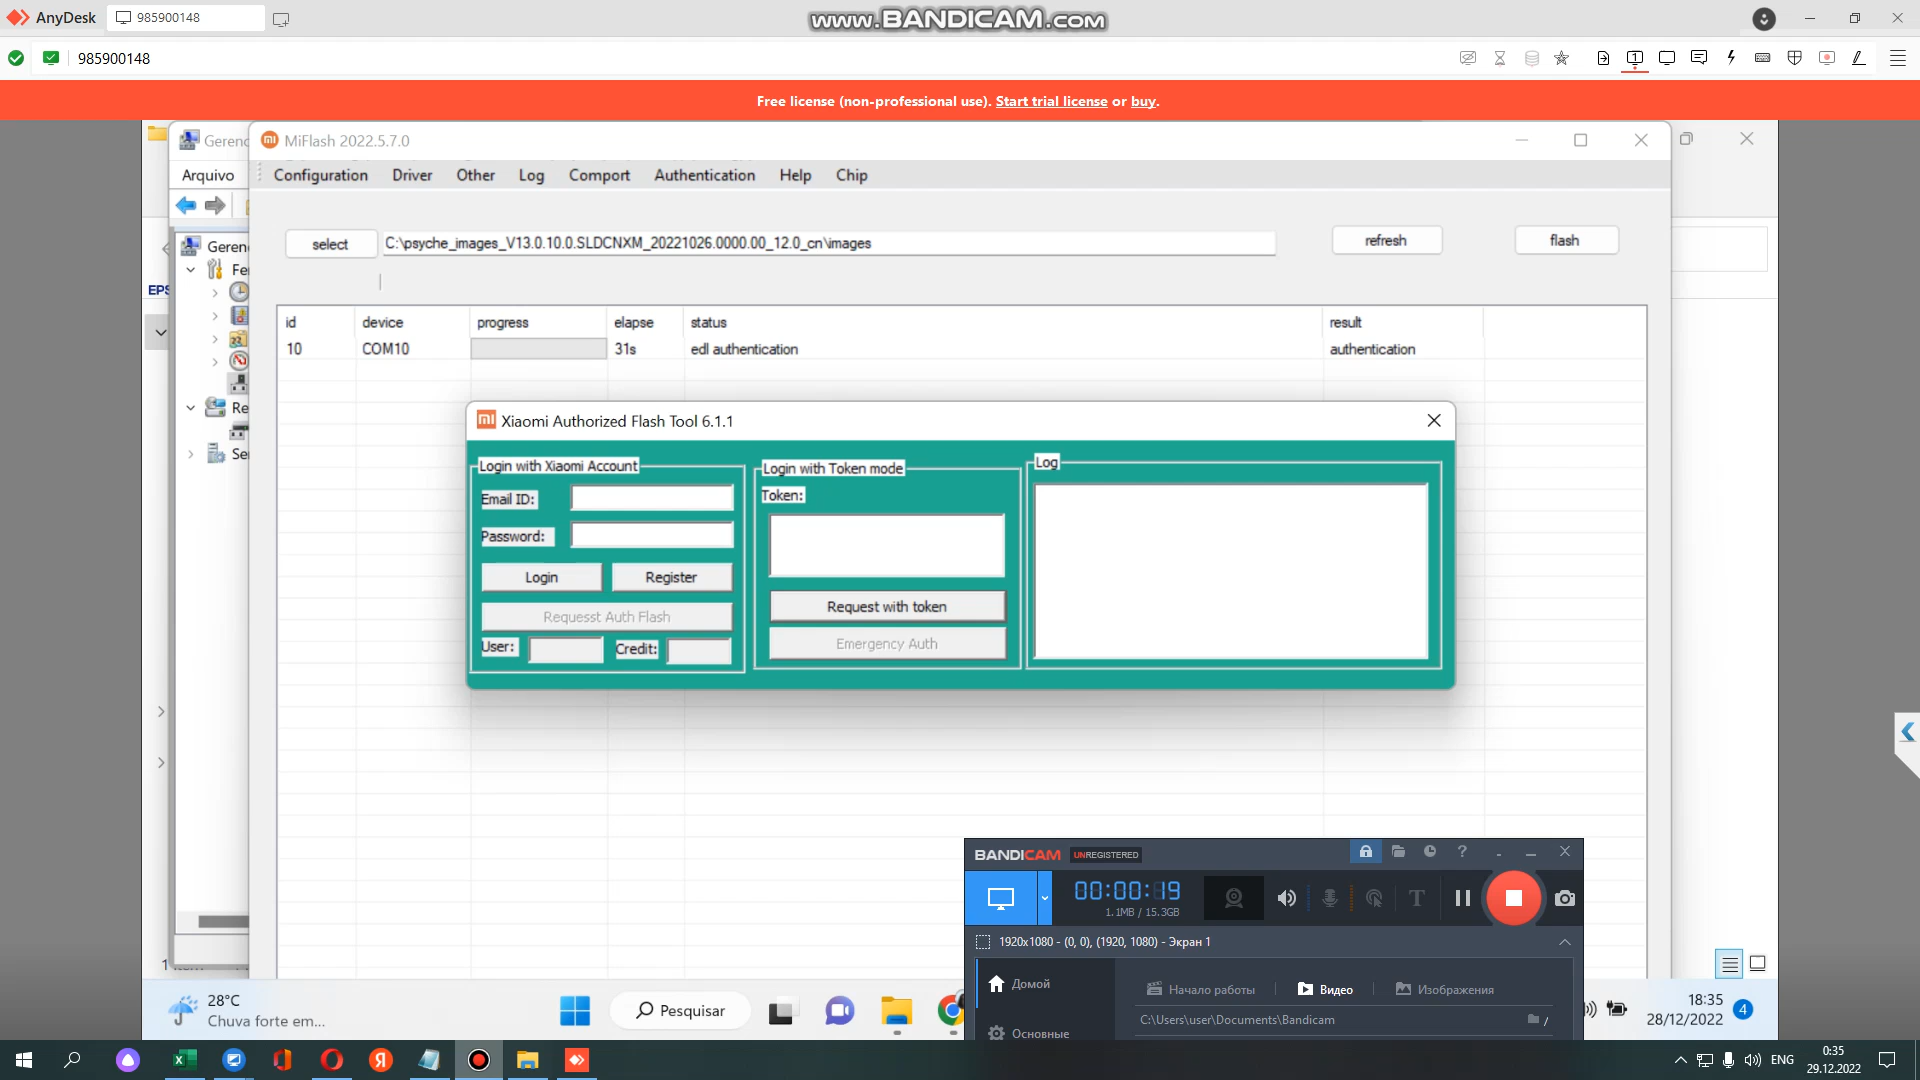 AnyDesk
985900148
www.BANDICAM.com
985900148
Free license (non-professional use). Start trial license or buy.
Gerenc
MiFlash 2022.5.7.0
Arquivo
Configuration Driver Other Log Comport Authentication Help Chip
Gerenc
select
C:\psyche_images_V13.0.10.0.SLDCNXM_20221026.0000.00_12.0_cn\images
refresh
flash
Fe
EPS
id device progress elapse status result
10 COM10 31s edl authentication authentication
Re
Se
Xiaomi Authorized Flash Tool 6.1.1
Login with Xiaomi Account
Email ID:
Password:
Login
Register
Requesst Auth Flash
User:
Credit:
Login with Token mode
Token:
Request with token
Emergency Auth
Log
BANDICAM UNREGISTERED
00:00:19
1.1MB / 15.3GB
1920x1080 - (0, 0), (1920, 1080) - Экран 1
Домой
Начало работы
Видео
Изображения
C:\Users\user\Documents\Bandicam
Основные
28°C
Chuva forte em...
Pesquisar
18:35
28/12/2022
4
ENG
0:35
29.12.2022